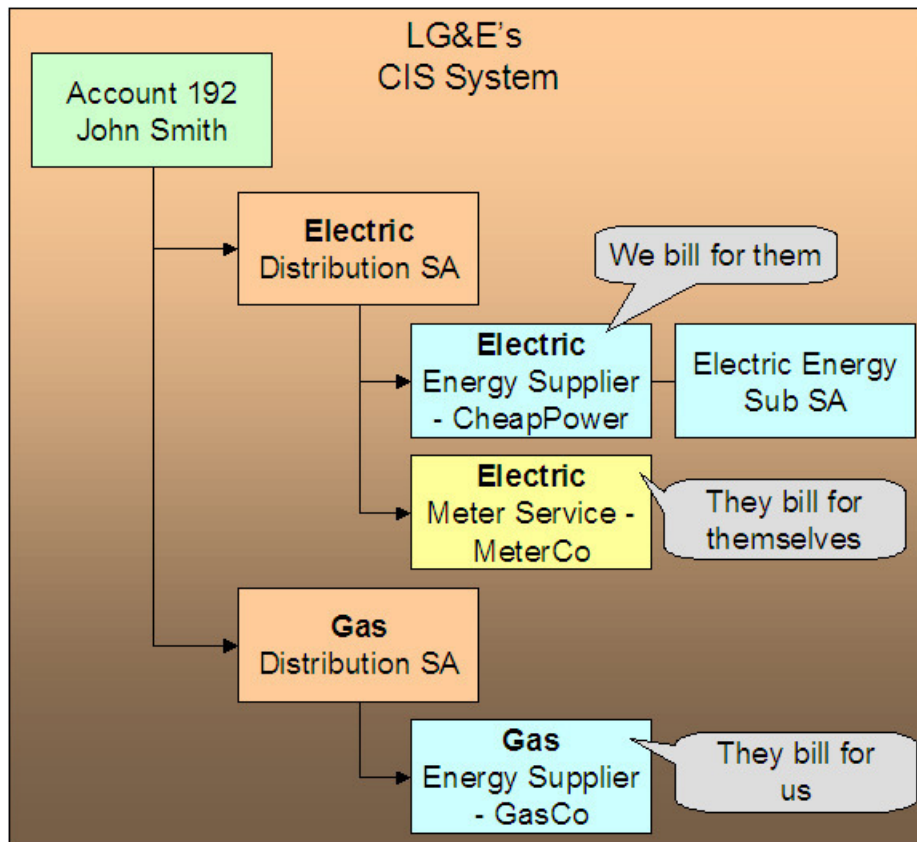 LG&E's
CIS System
Account 192
John Smith
Electric
Distribution SA
We bill for them
Electric
Energy Supplier
- CheapPower
Electric Energy
Sub SA
Electric
Meter Service -
MeterCo
They bill for
themselves
Gas
Distribution SA
Gas
Energy Supplier
- GasCo
They bill for
us